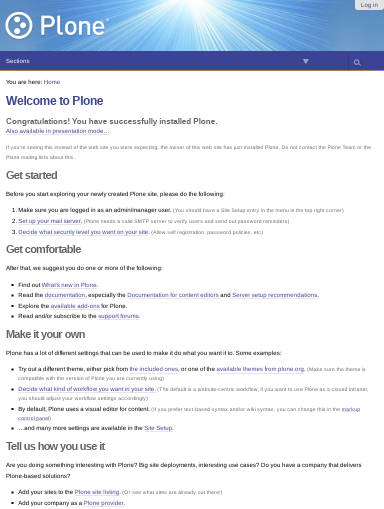 Log in
Plone
Sections
You are here: Home
Welcome to Plone
Congratulations! You have successfully installed Plone.
Also available in presentation mode…
If you're seeing this instead of the web site you were expecting, the owner of this web site has just installed Plone. Do not contact the Plone Team or the
Plone mailing lists about this.
Get started
Before you start exploring your newly created Plone site, please do the following:
1. Make sure you are logged in as an admin/manager user. (You should have a Site Setup entry in the menu in the top right corner)
2. Set up your mail server. (Plone needs a valid SMTP server to verify users and send out password reminders)
3. Decide what security level you want on your site. (Allow self registration, password policies, etc)
Get comfortable
After that, we suggest you do one or more of the following:
Find out What's new in Plone.
Read the documentation, especially the Documentation for content editors and Server setup recommendations.
Explore the available add-ons for Plone.
Read and/or subscribe to the support forums.
Make it your own
Plone has a lot of different settings that can be used to make it do what you want it to. Some examples:
Try out a different theme, either pick from the included ones, or one of the available themes from plone.org. (Make sure the theme is
compatible with the version of Plone you are currently using)
Decide what kind of workflow you want in your site. (The default is a website-centric workflow, if you want to use Plone as a closed intranet,
you should adjust your workflow settings accordingly)
By default, Plone uses a visual editor for content. (If you prefer text-based syntax and/or wiki syntax, you can change this in the markup
control panel)
…and many more settings are available in the Site Setup.
Tell us how you use it
Are you doing something interesting with Plone? Big site deployments, interesting use cases? Do you have a company that delivers
Plone-based solutions?
Add your sites to the Plone site listing. (Or see what sites are already out there!)
Add your company as a Plone provider.